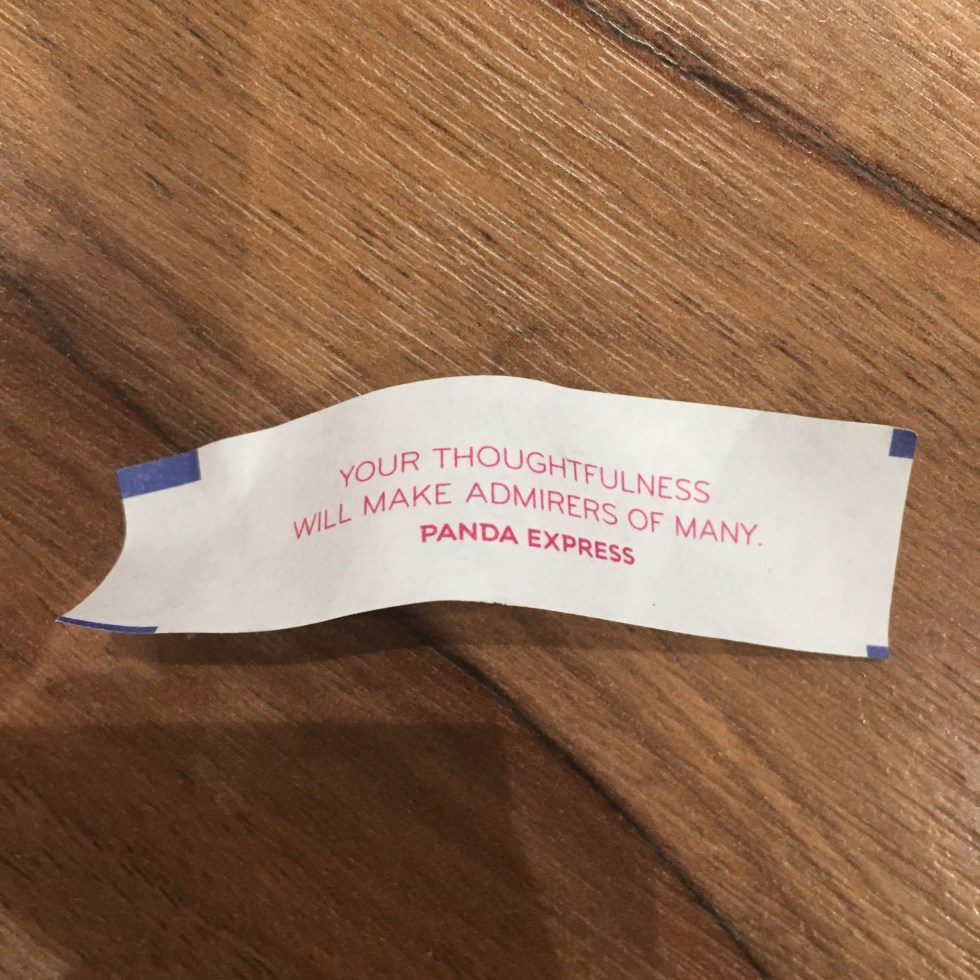 YOUR THOUGHTFULNESS
WILL MAKE ADMIRERS OF MANY.
PANDA EXPRESS